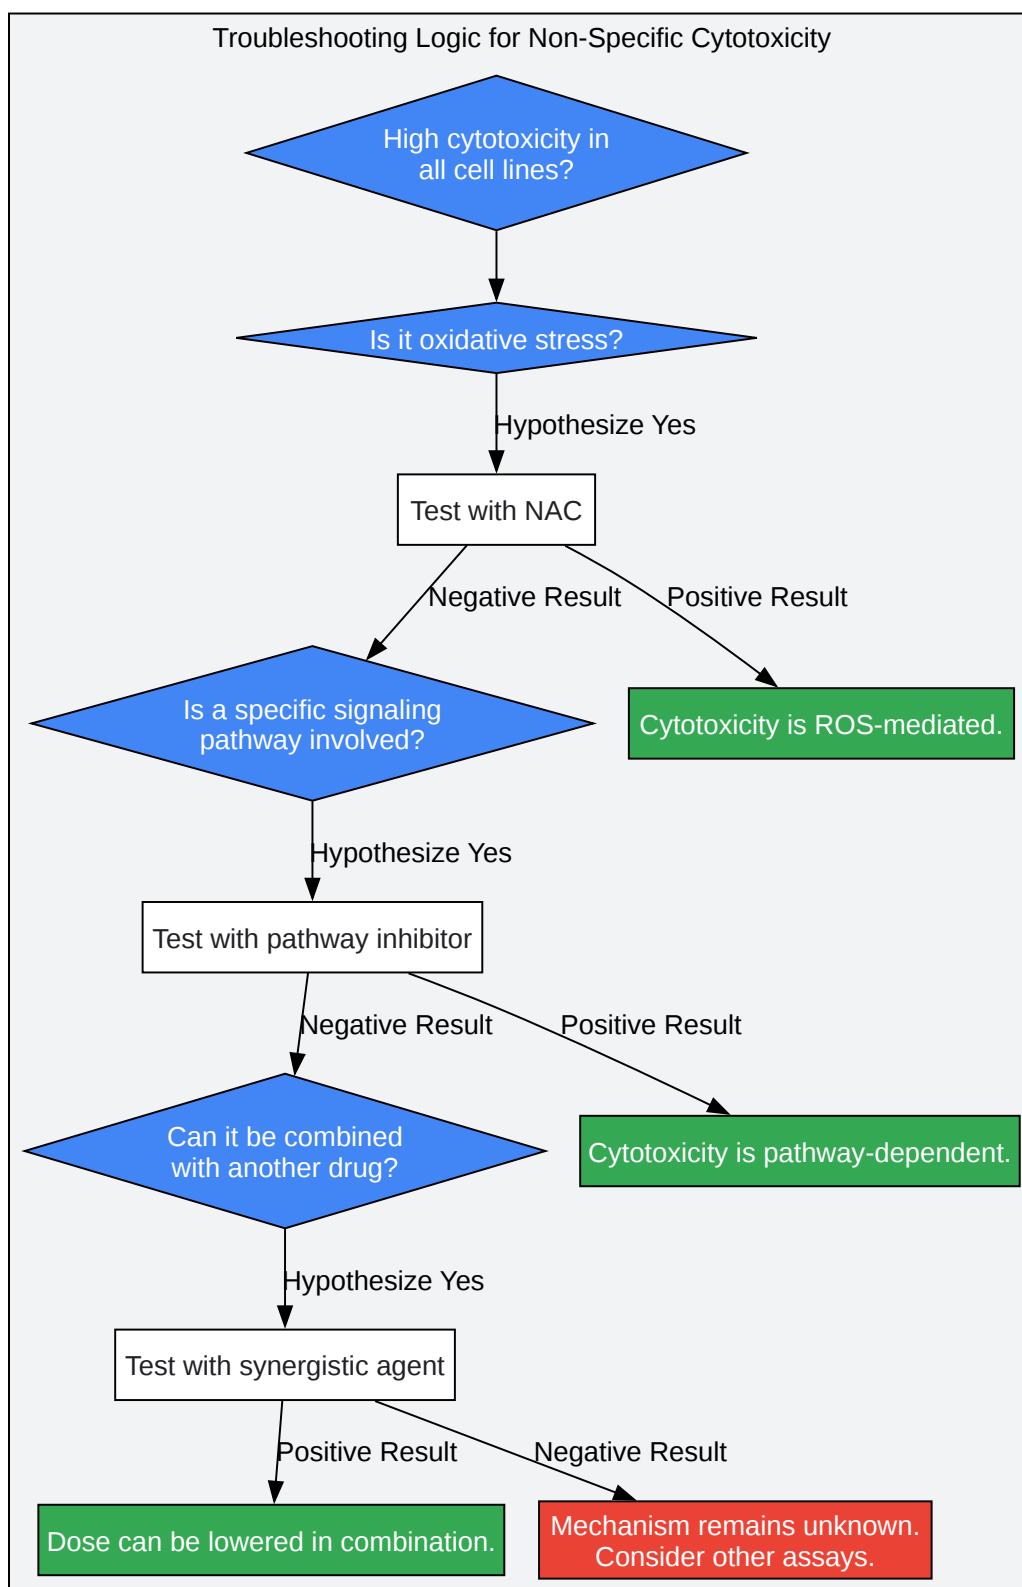 Troubleshooting Logic for Non-Specific Cytotoxicity
High cytotoxicity in
all cell lines?
Is it oxidative stress?
Hypothesize Yes
Test with NAC
Negative Result
Positive Result
Is a specific signaling
pathway involved?
Cytotoxicity is ROS-mediated.
Hypothesize Yes
Test with pathway inhibitor
Negative Result
Positive Result
Can it be combined
with another drug?
Cytotoxicity is pathway-dependent.
Hypothesize Yes
Test with synergistic agent
Positive Result
Negative Result
Dose can be lowered in combination.
Mechanism remains unknown.
Consider other assays.